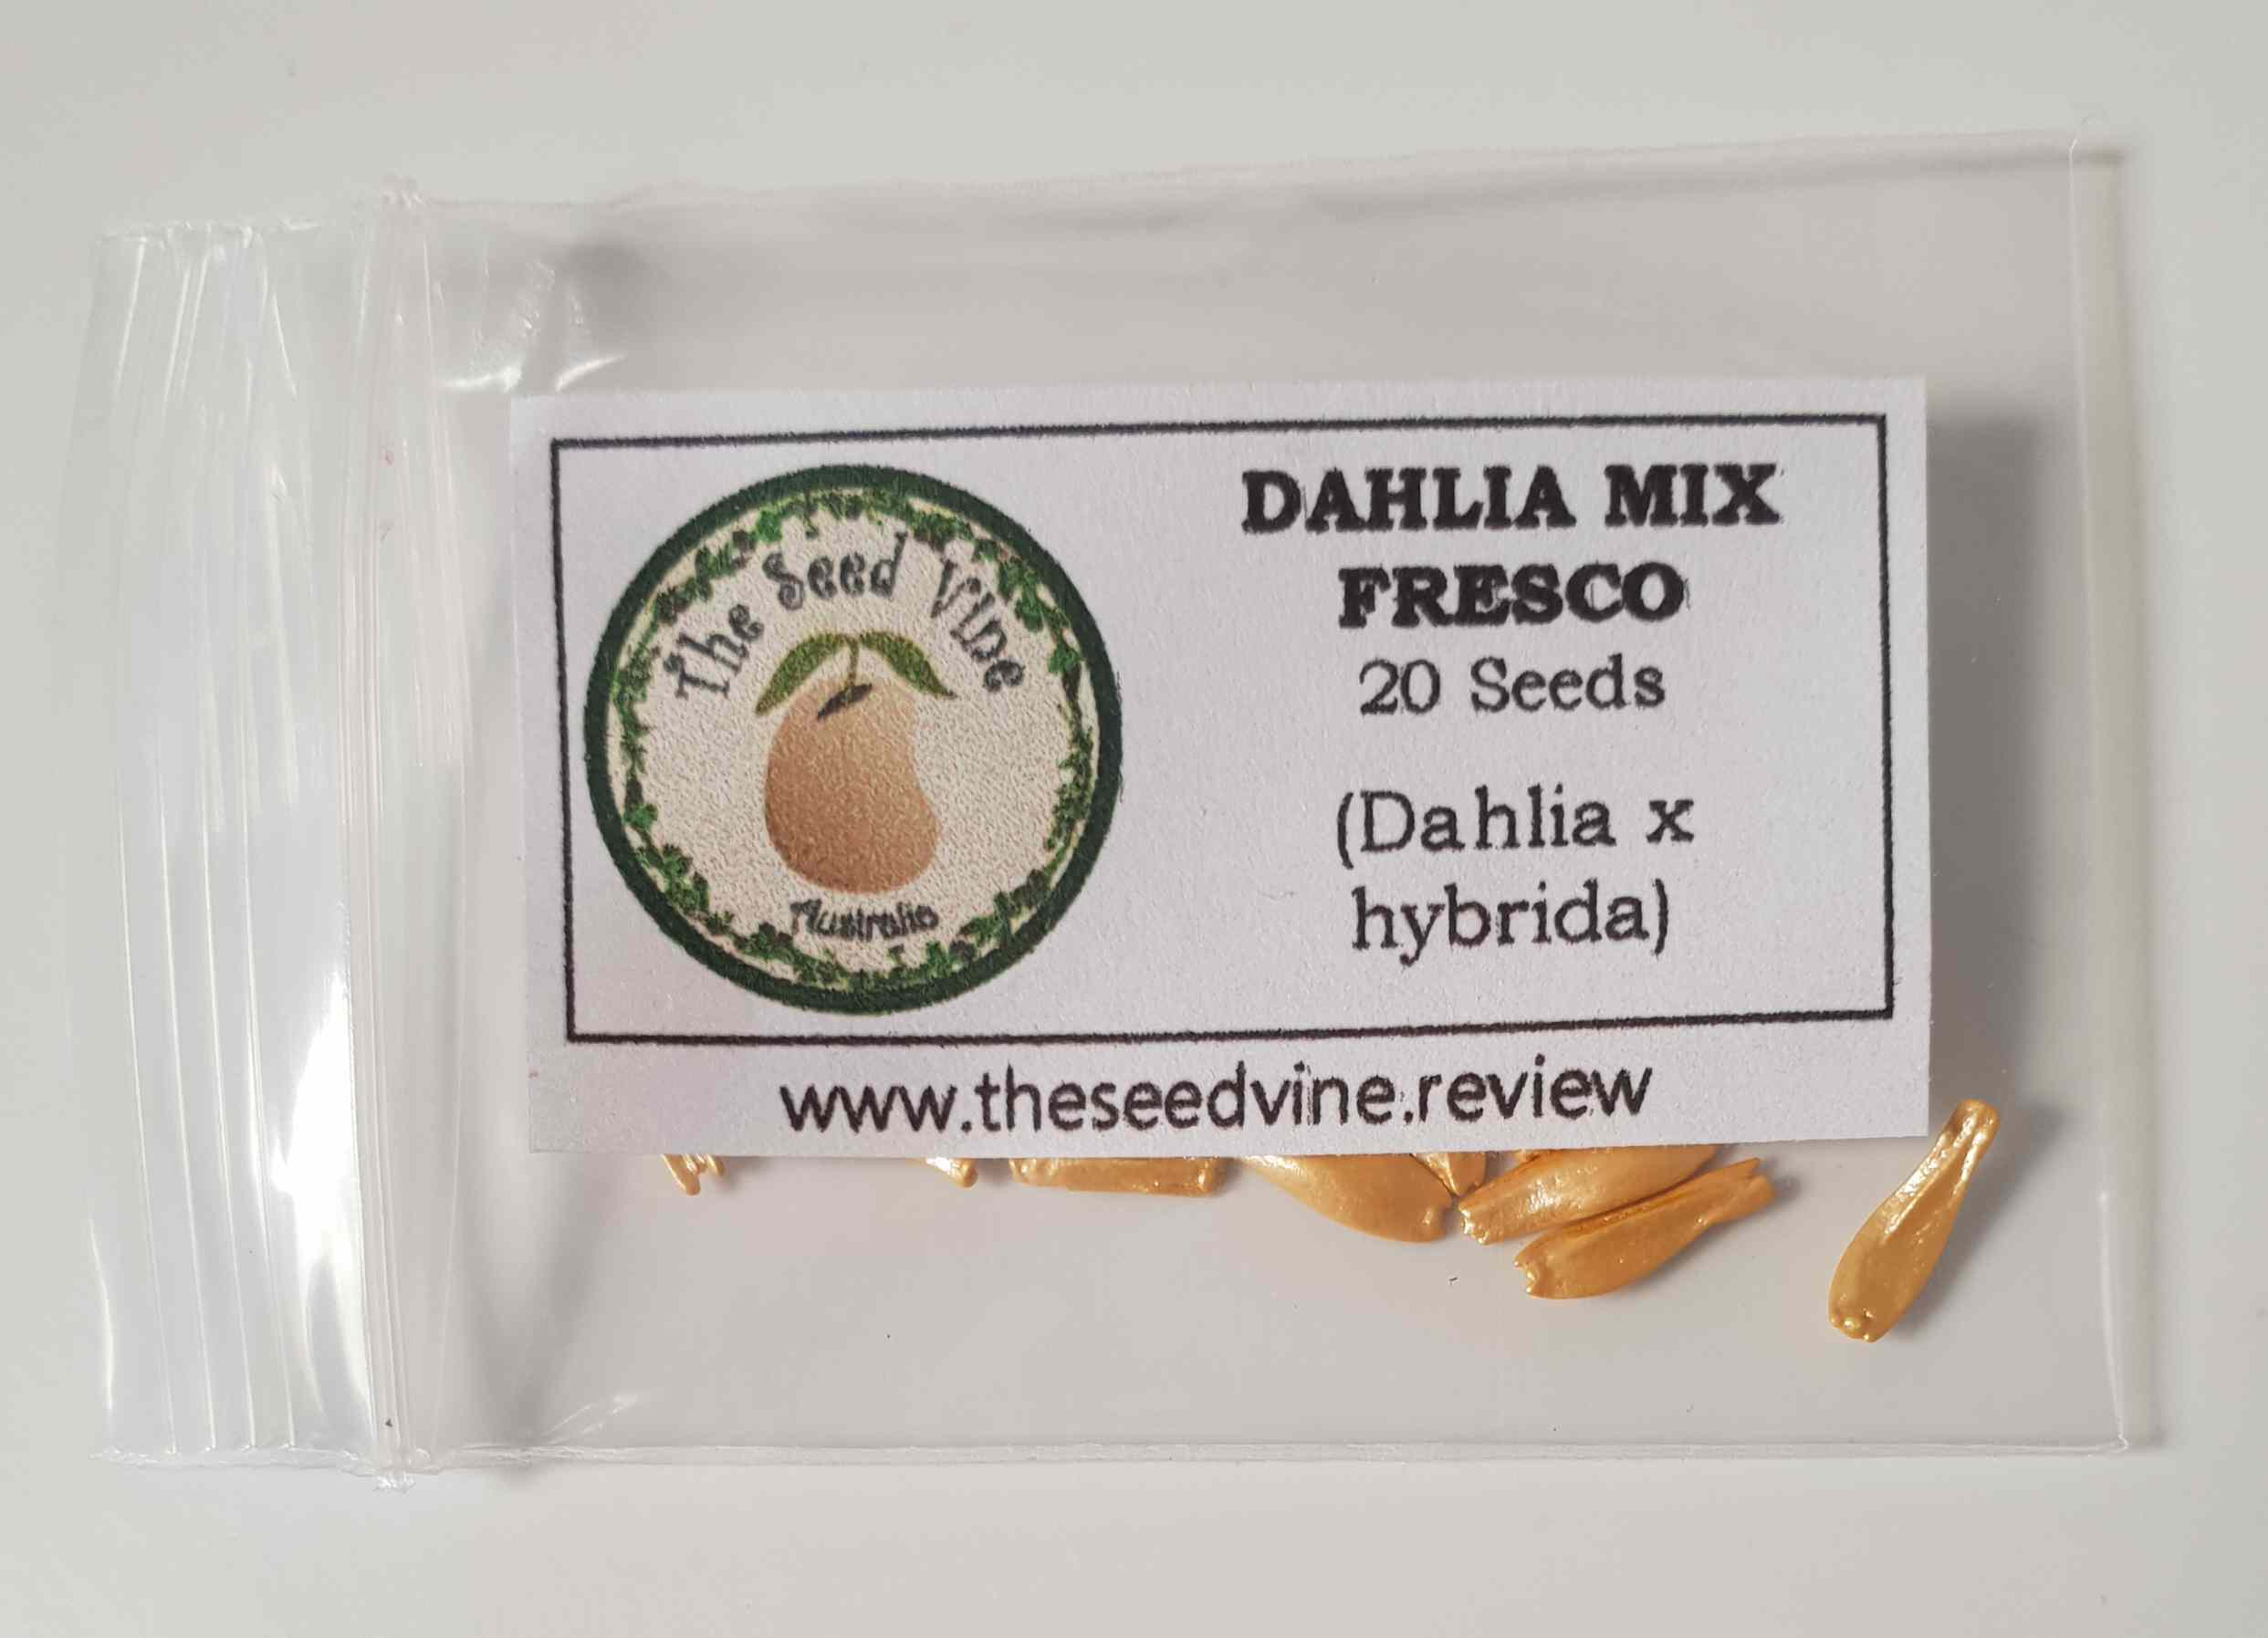 The Seed Vine
Australia
DAHLIA MIX
FRESCO
20 Seeds
(Dahlia x
hybrida)
www.theseedvine.review